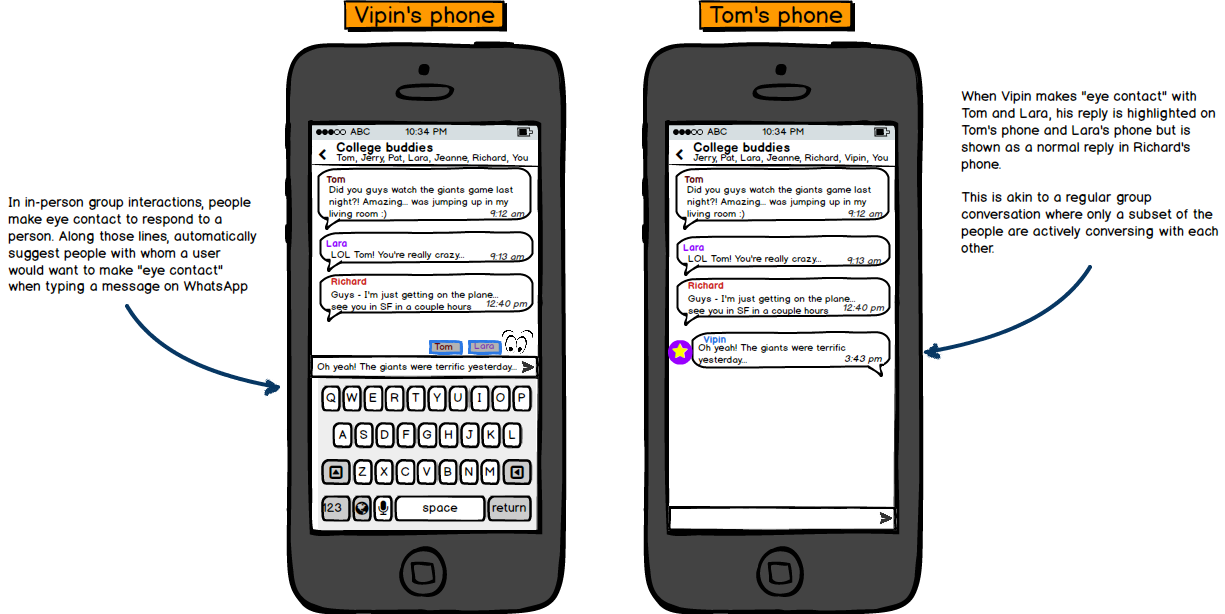 Vipin's phone
Tom's phone
In in-person group interactions, people
make eye contact to respond to a
person. Along those lines, automatically
suggest people with whom a user
would want to make "eye contact"
when typing a message on WhatsApp
ABC 10:34 PM
College buddies
Tom, Jerry, Pat, Lara, Jeanne, Richard, You
Tom
Did you guys watch the giants game last
night?! Amazing... was jumping up in my
living room :) 9:12 am
Lara
LOL Tom! You're really crazy... 9:13 am
Richard
Guys - I'm just getting on the plane...
see you in SF in a couple hours 12:40 pm
Tom Lara
Oh yeah! The giants were terrific yesterday...
Q W E R T Y U I O P
A S D F G H J K L
Z X C V B N M
123 space return
ABC 10:34 PM
College buddies
Jerry, Pat, Lara, Jeanne, Richard, Vipin, You
Tom
Did you guys watch the giants game last
night?! Amazing... was jumping up in my
living room :) 9:12 am
Lara
LOL Tom! You're really crazy... 9:13 am
Richard
Guys - I'm just getting on the plane...
see you in SF in a couple hours 12:40 pm
Vipin
Oh yeah! The giants were terrific
yesterday... 3:43 pm
When Vipin makes "eye contact" with
Tom and Lara, his reply is highlighted on
Tom's phone and Lara's phone but is
shown as a normal reply in Richard's
phone.
This is akin to a regular group
conversation where only a subset of the
people are actively conversing with each
other.